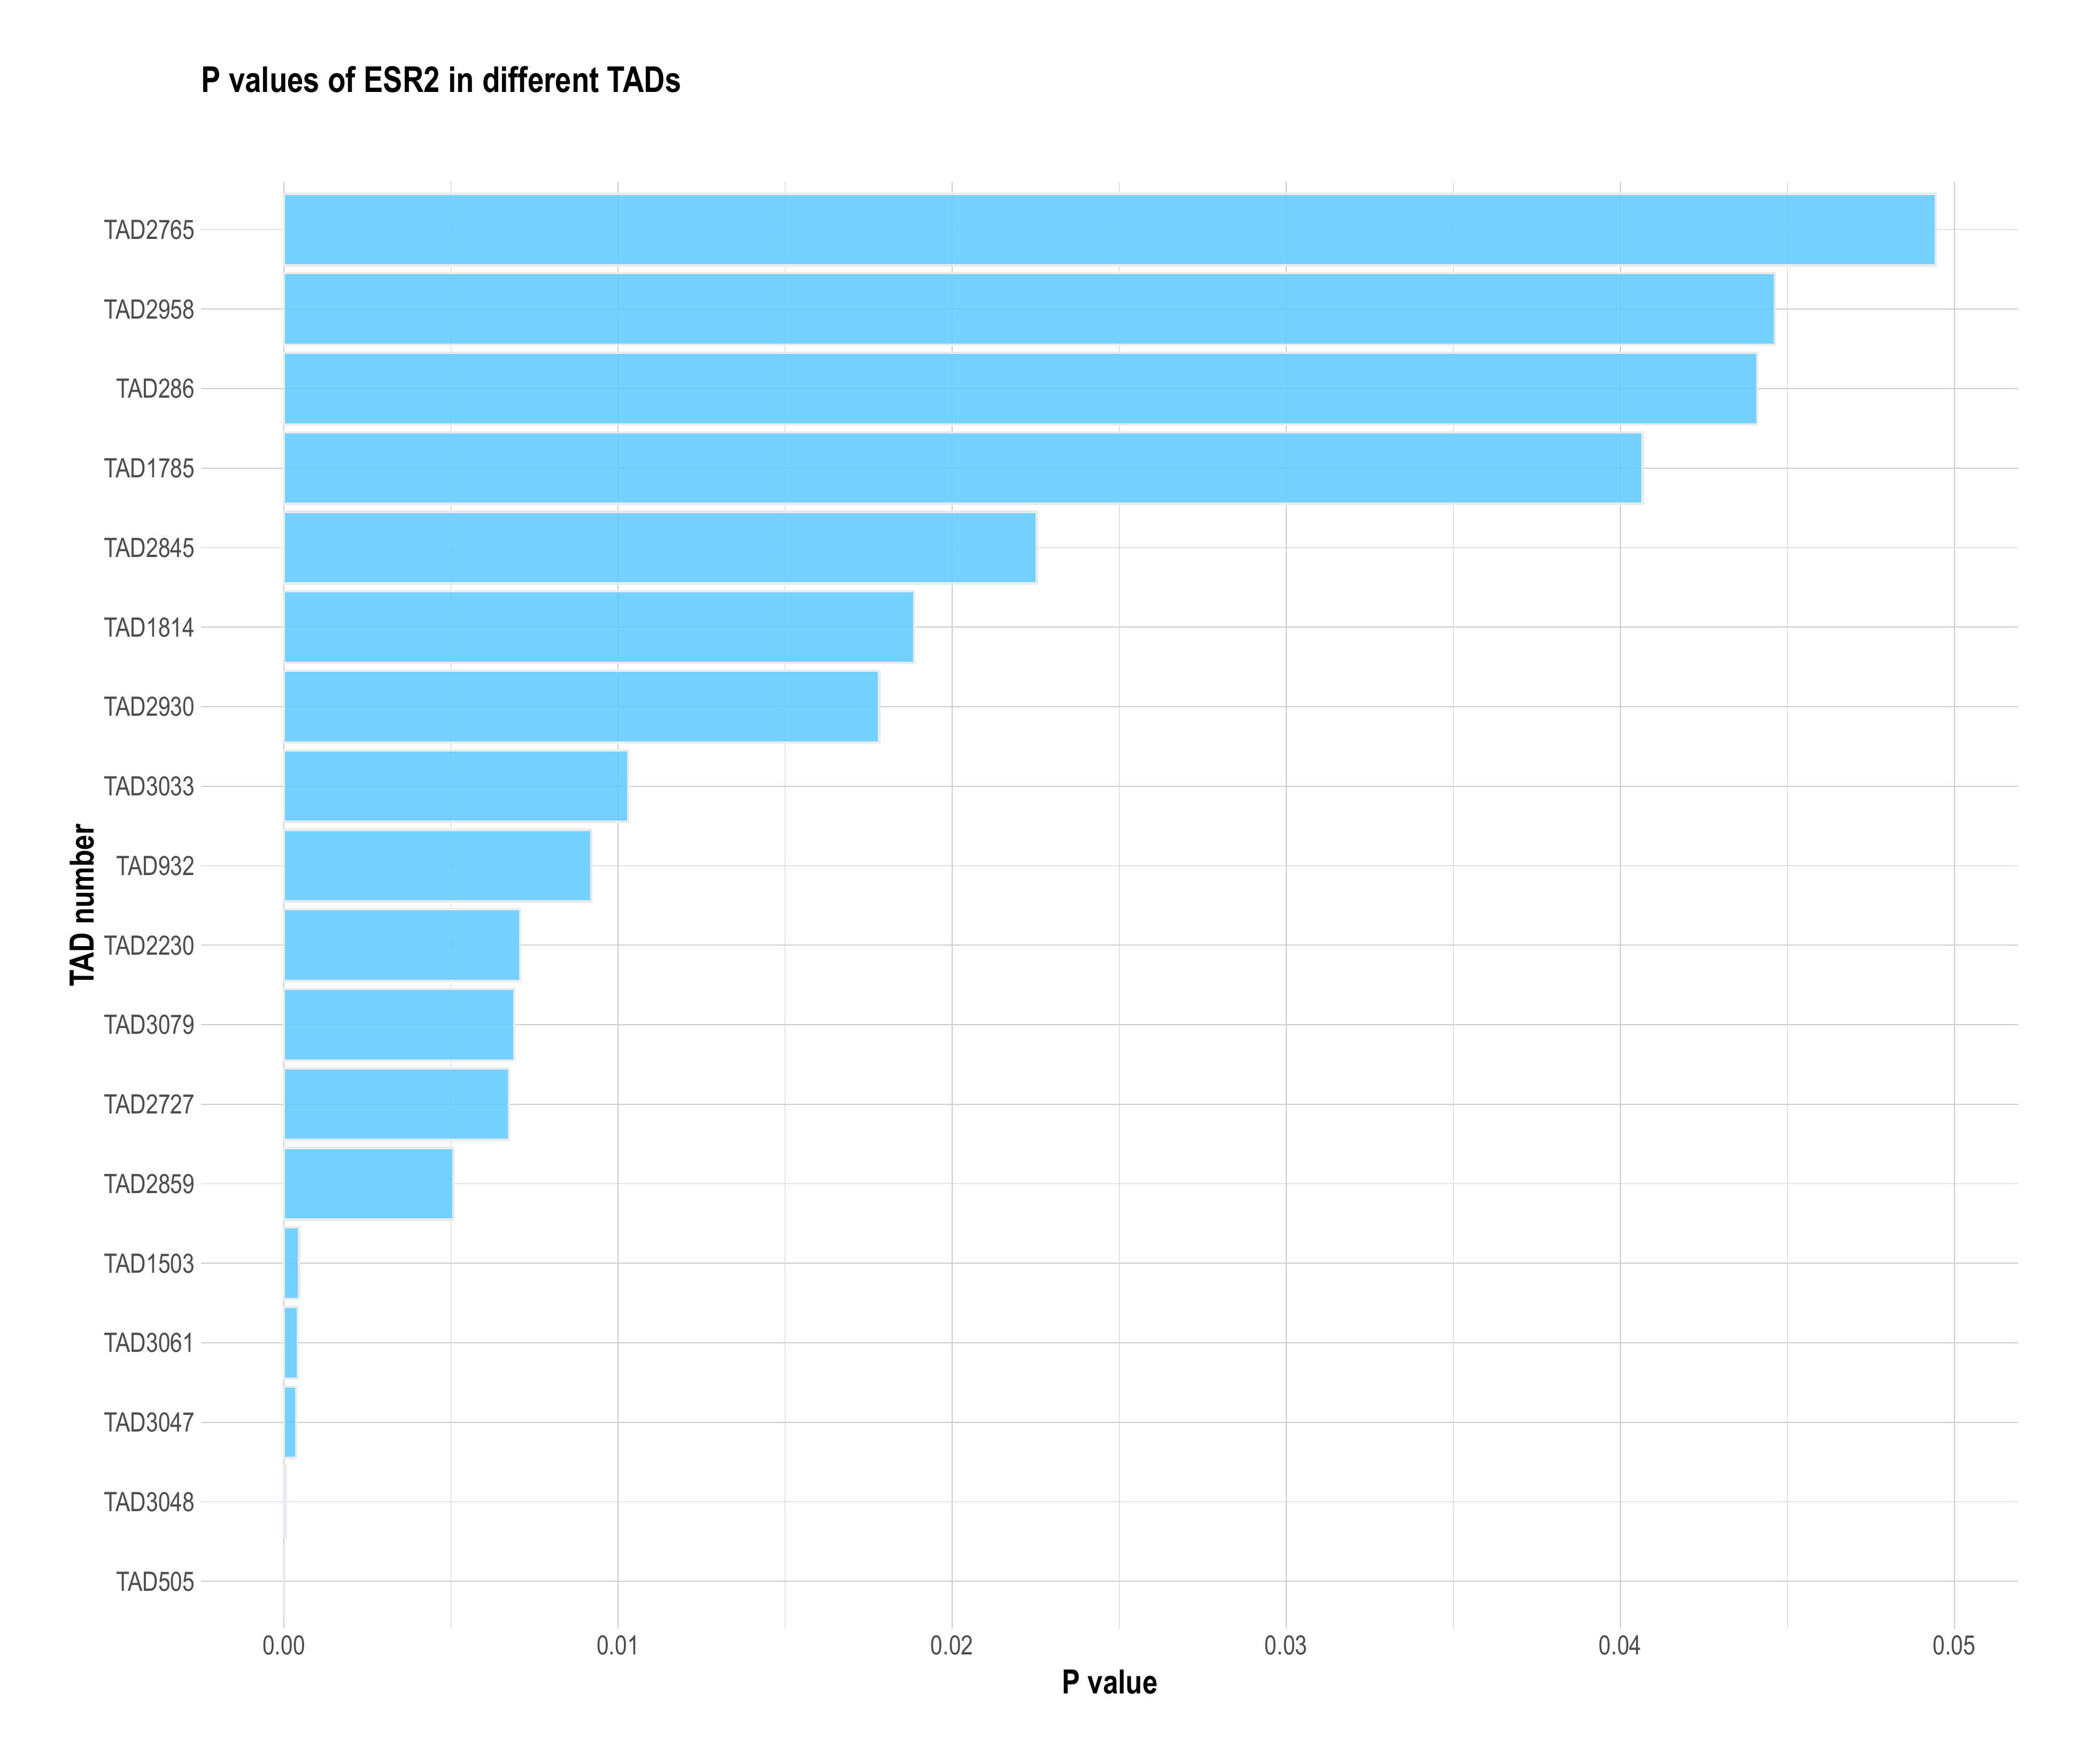 P values of ESR2 in different TADs
TAD2765
TAD2958
TAD286
TAD1785
TAD2845
TAD1814
TAD2930
TAD3033
TAD932
TAD2230
TAD3079
TAD2727
TAD2859
TAD1503
TAD3061
TAD3047
TAD3048
TAD505
TAD number
0.00 0.01 0.02 0.03 0.04 0.05
P value